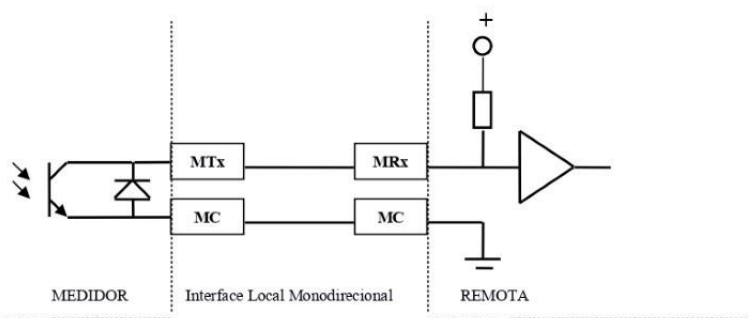 +
MTx MRx
MC MC
MEDIDOR Interface Local Monodirecional REMOTA